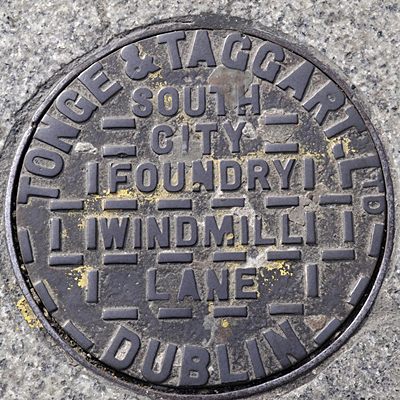 TONGE & TAGGART LTD
SOUTH
CITY
FOUNDRY
WINDMILL
LANE
DUBLIN